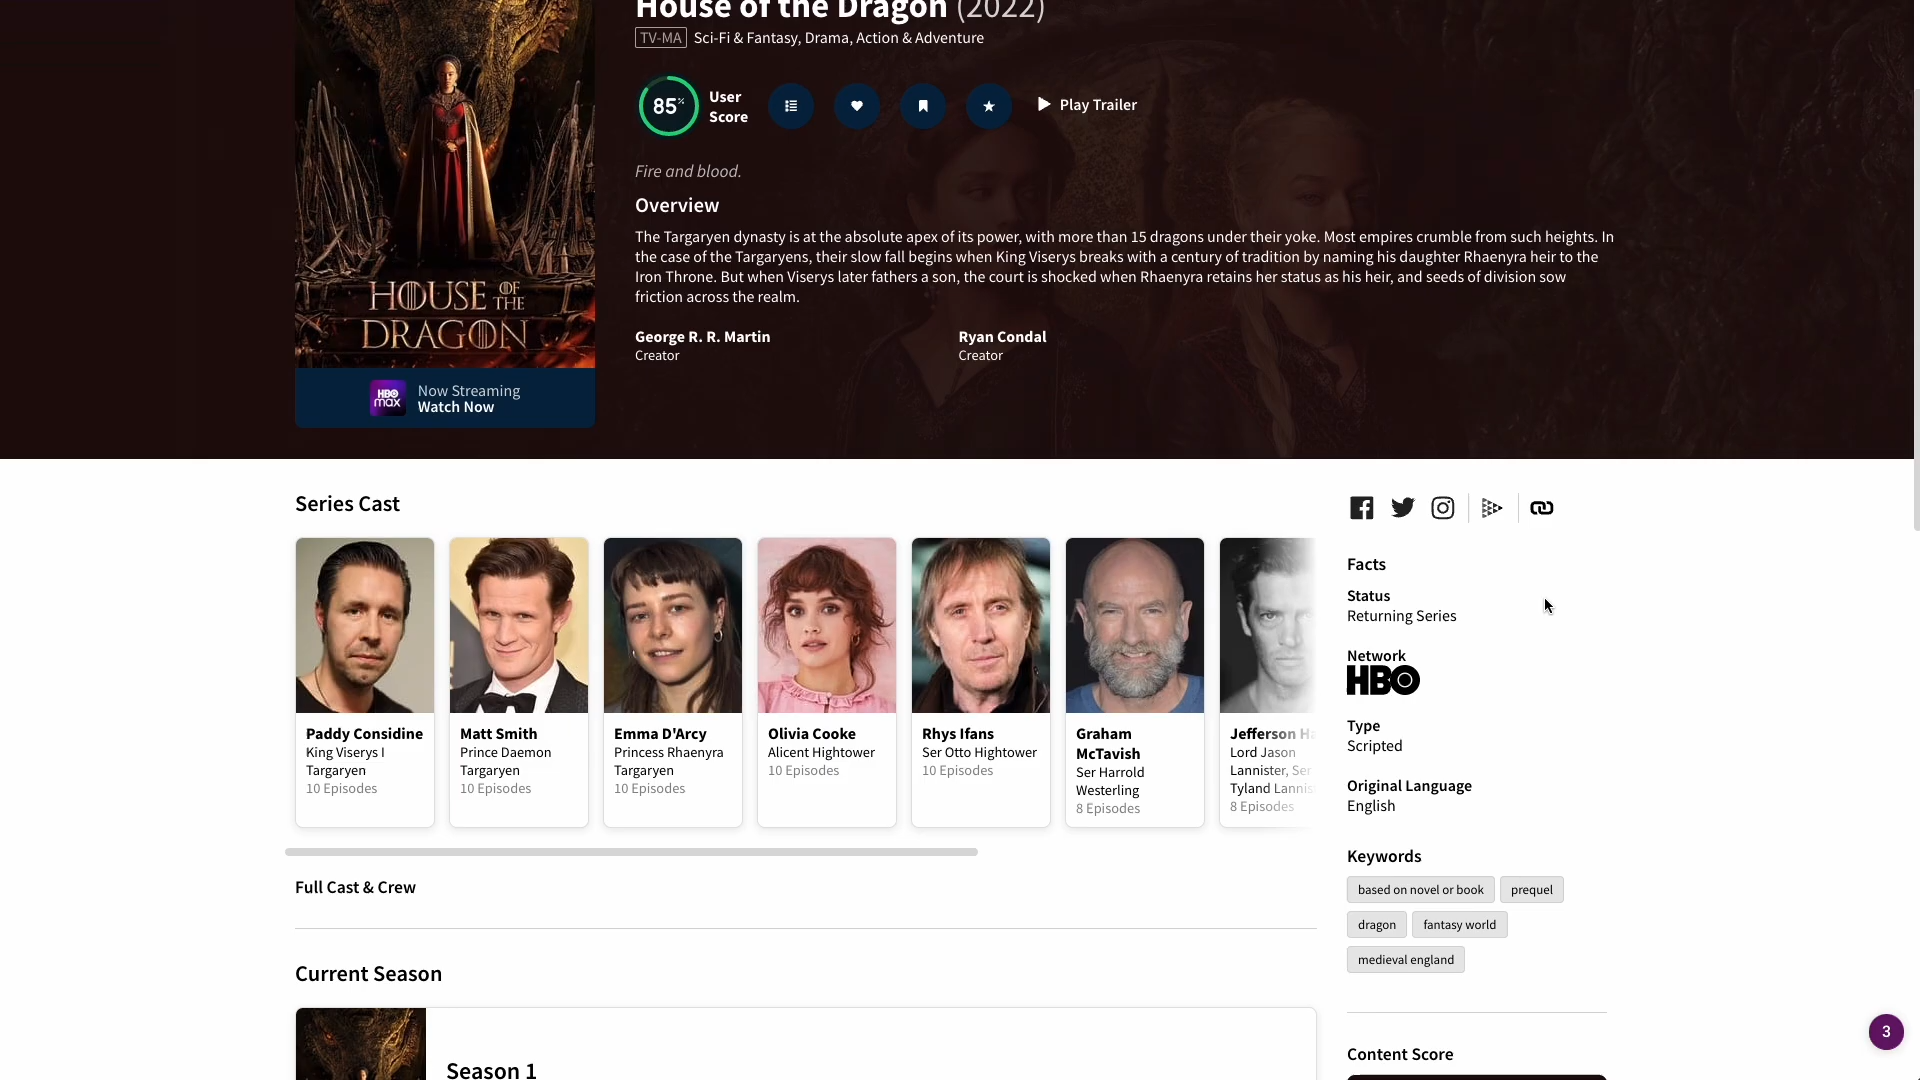 House of the Dragon (2022)
TV-MA Sci-Fi & Fantasy, Drama, Action & Adventure
85% User Score
Play Trailer
Fire and blood.
Overview
The Targaryen dynasty is at the absolute apex of its power, with more than 15 dragons under their yoke. Most empires crumble from such heights. In
the case of the Targaryens, their slow fall begins when King Viserys breaks with a century of tradition by naming his daughter Rhaenyra heir to the
Iron Throne. But when Viserys later fathers a son, the court is shocked when Rhaenyra retains her status as his heir, and seeds of division sow
friction across the realm.
George R. R. Martin
Creator
Ryan Condal
Creator
HOUSE OF THE
DRAGON
HBO
max
Now Streaming
Watch Now
Series Cast
Paddy Considine
King Viserys I
Targaryen
10 Episodes
Matt Smith
Prince Daemon
Targaryen
10 Episodes
Emma D'Arcy
Princess Rhaenyra
Targaryen
10 Episodes
Olivia Cooke
Alicent Hightower
10 Episodes
Rhys Ifans
Ser Otto Hightower
10 Episodes
Graham
McTavish
Ser Harrold
Westerling
8 Episodes
Jefferson Ha
Lord Jason
Lannister, Ser
Tyland Lannis
8 Episodes
Full Cast & Crew
Current Season
Season 1
Facts
Status
Returning Series
Network
HBO
Type
Scripted
Original Language
English
Keywords
based on novel or book
prequel
dragon
fantasy world
medieval england
Content Score
3